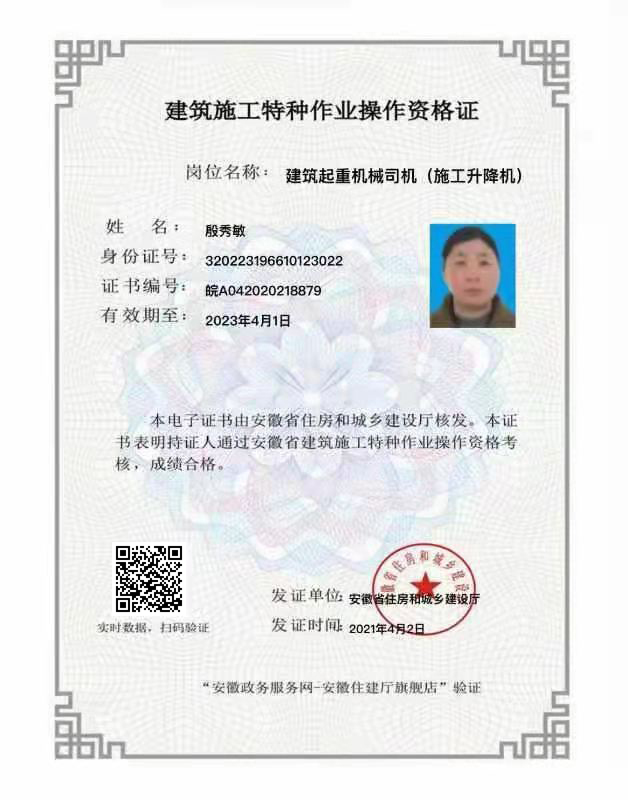 建筑施工特种作业操作资格证
岗位名称： 建筑起重机械司机（施工升降机）
姓 名： 殷秀敏
身份证号： 320223196610123022
证书编号： 皖A042020218879
有效期至： 2023年4月1日
本电子证书由安徽省住房和城乡建设厅核发。本证
书表明持证人通过安徽省建筑施工特种作业操作资格考
核，成绩合格。
徽省住房和城乡建设
发证单位: 安徽省住房和城乡建设厅
发证时间: 2021年4月2日
实时数据，扫码验证
“安徽政务服务网-安徽住建厅旗舰店”验证